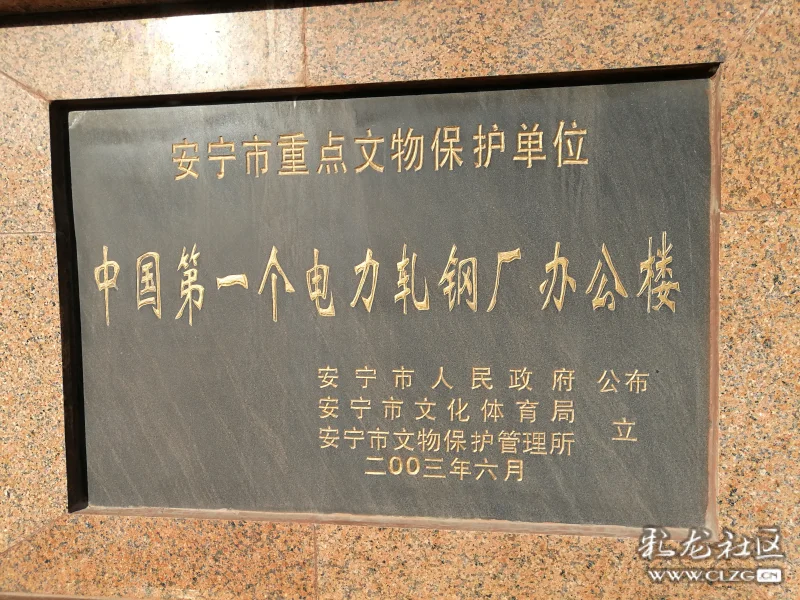 安宁市重点文物保护单位
中国第一个电力轧钢厂办公楼
安宁市人民政府 公布
安宁市文化体育局
安宁市文物保护管理所 立
二00三年六月
彩龙社区
WWW.CLZG.CN